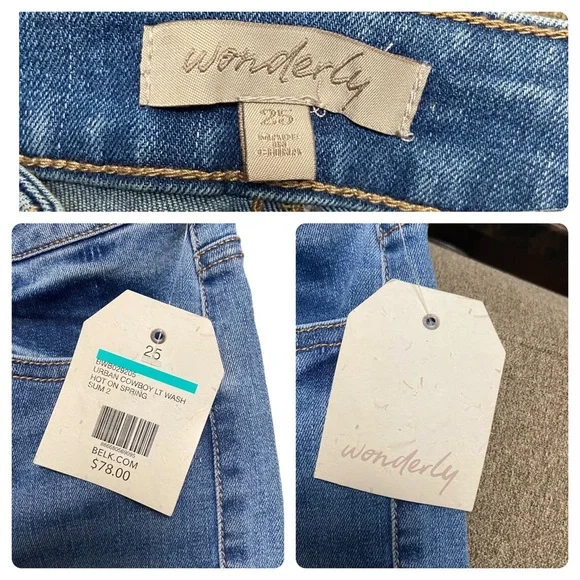 wonderly
25
MADE
IN
CHINA
25
BWB029205
URBAN COWBOY LT WASH
HOT ON SPRING
SUM 2
BELK.COM
$78.00
wonderly